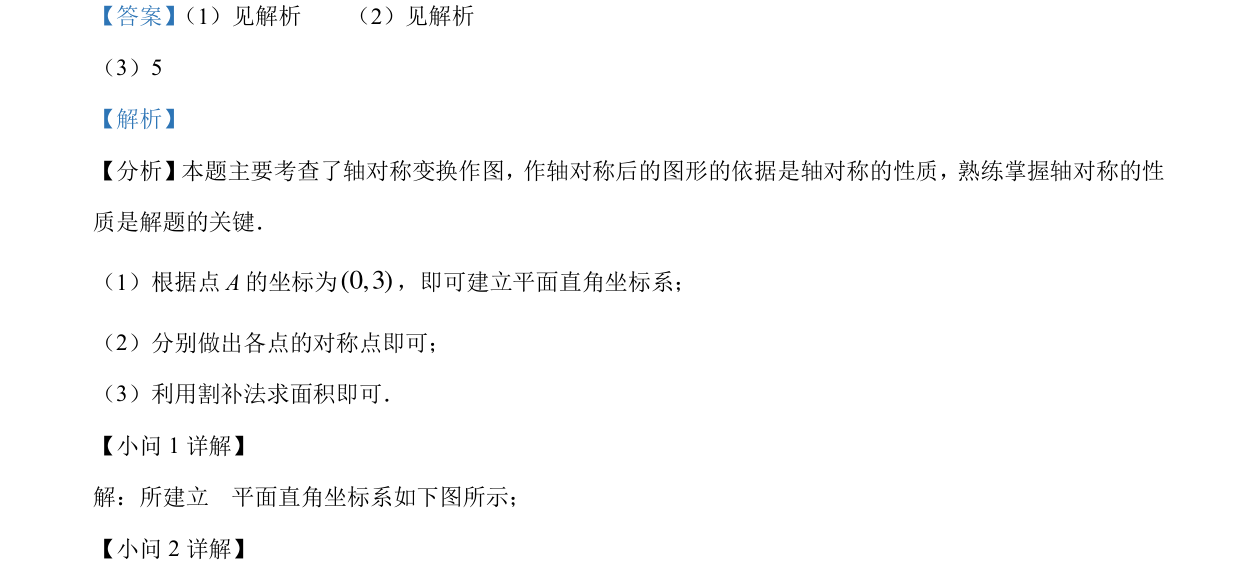 【答案】（1）见解析　　（2）见解析
（3）5
【解析】
【分析】本题主要考查了轴对称变换作图，作轴对称后的图形的依据是轴对称的性质，熟练掌握轴对称的性
质是解题的关键．
（1）根据点 A 的坐标为(0,3)，即可建立平面直角坐标系；
（2）分别做出各点的对称点即可；
（3）利用割补法求面积即可．
【小问 1 详解】
解：所建立　平面直角坐标系如下图所示；
【小问 2 详解】